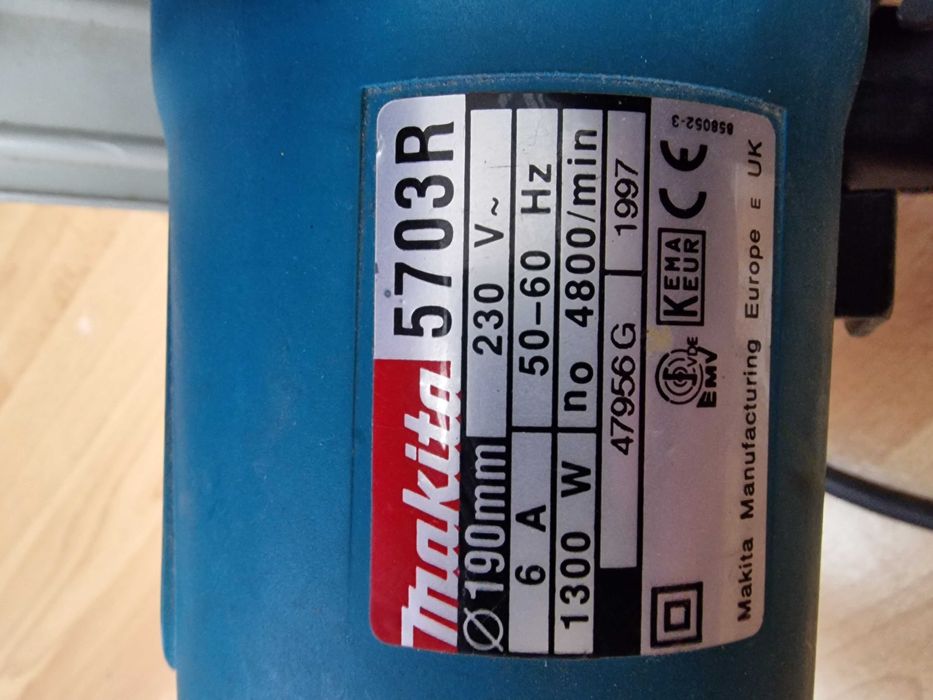 makita 5703R
Ø 190mm 230 V~
6 A 50-60 Hz
1300 W no 4800/min
47956G 1997
VDE EMV KEMA KEUR CE
Makita Manufacturing Europe E UK
858052-3